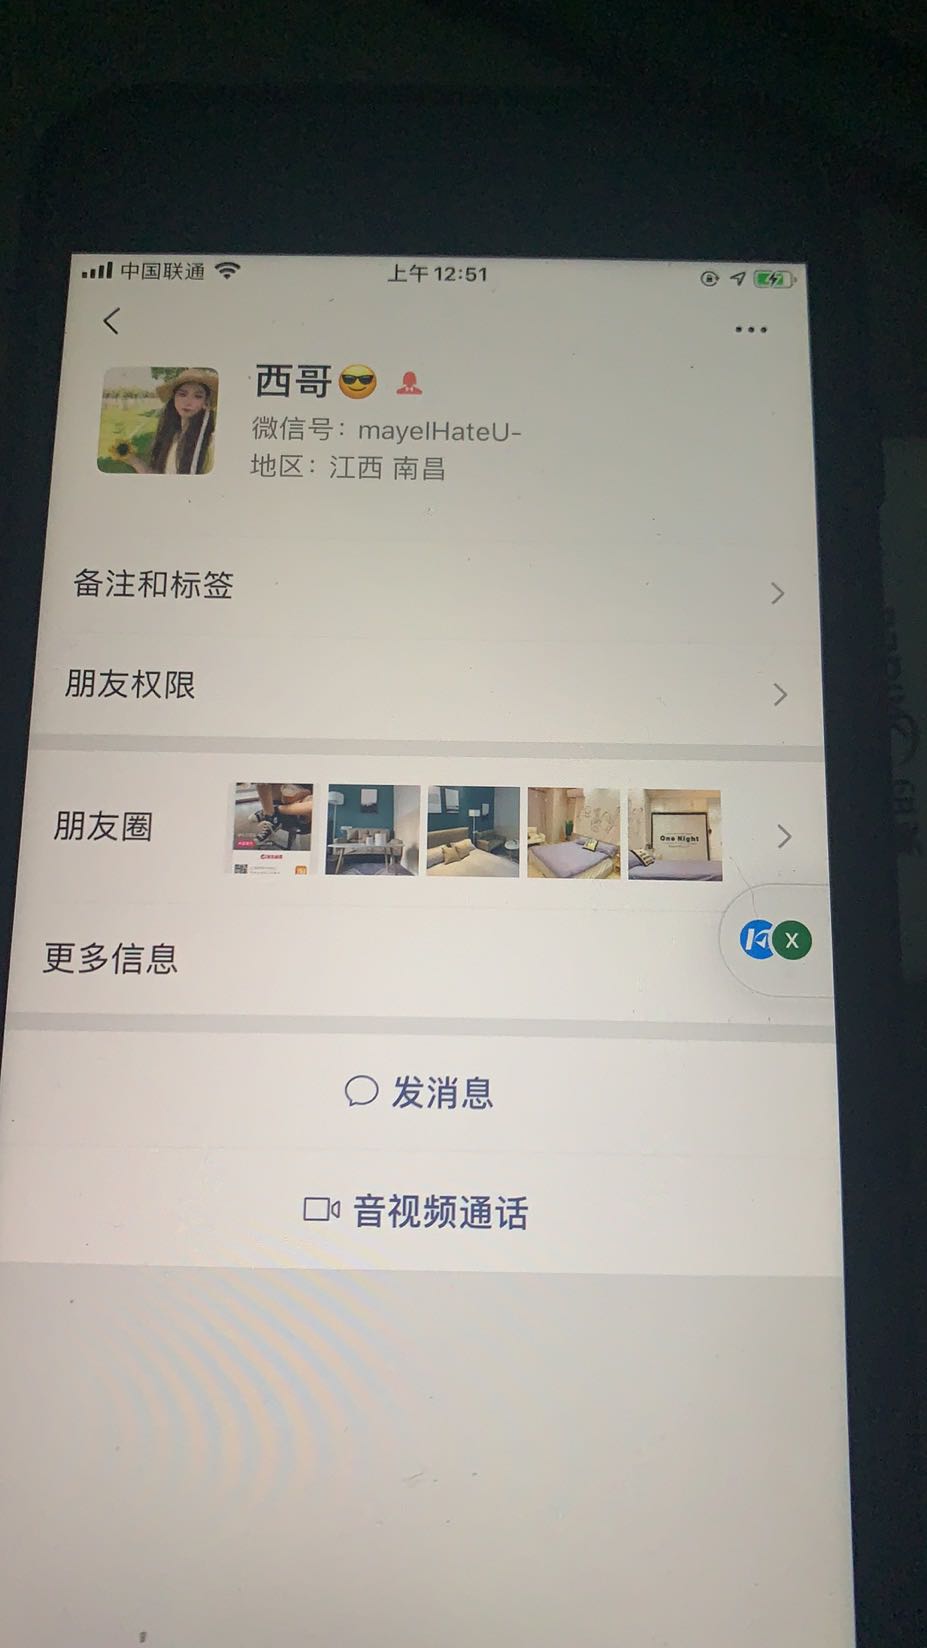 中国联通
上午12:51
西哥😎
微信号：mayeIHateU-
地区：江西 南昌
备注和标签
朋友权限
朋友圈
One Night
更多信息
X
发消息
音视频通话